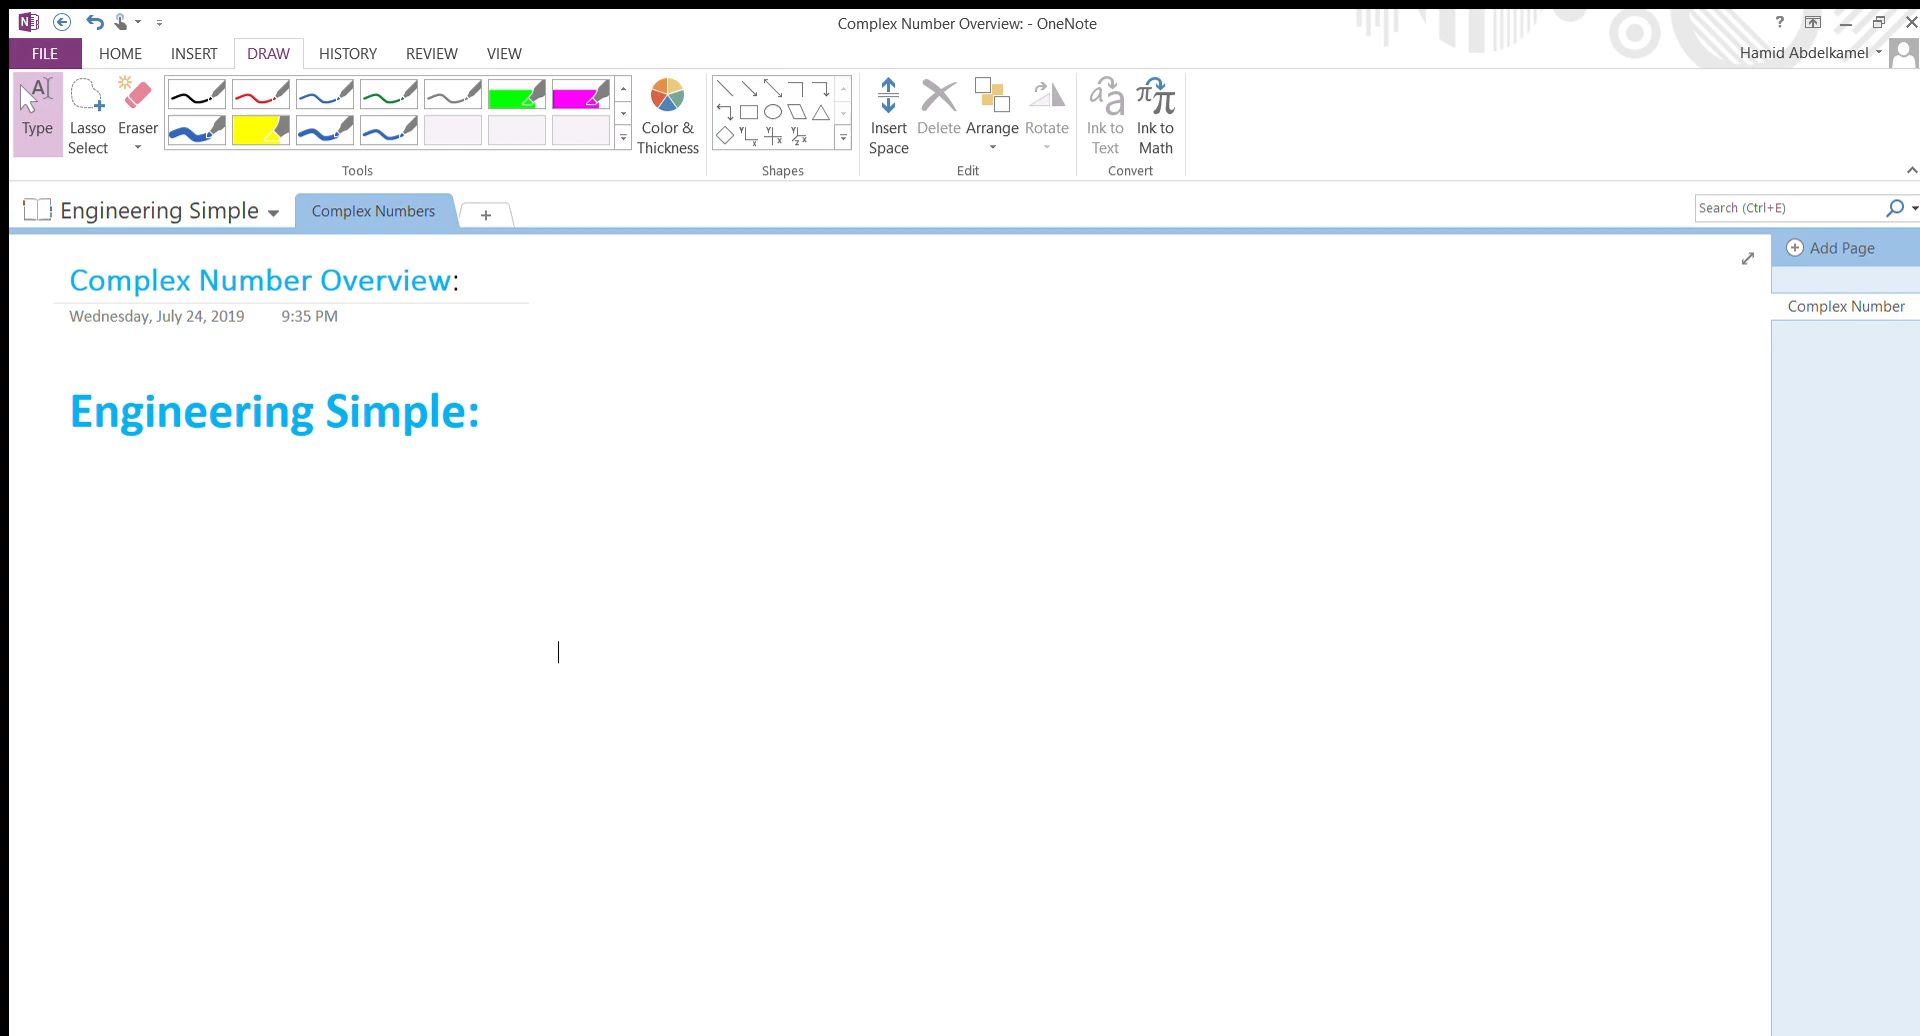 Complex Number Overview: - OneNote
?
FILE HOME INSERT DRAW HISTORY REVIEW VIEW
Hamid Abdelkamel
Type
Lasso
Select
Eraser
Color &
Thickness
Insert
Space
Delete
Arrange
Rotate
Ink to
Text
Ink to
Math
Tools
Shapes
Edit
Convert
Engineering Simple
Complex Numbers
+
Search (Ctrl+E)
Add Page
Complex Number
Complex Number Overview:
Wednesday, July 24, 2019 9:35 PM
Engineering Simple: